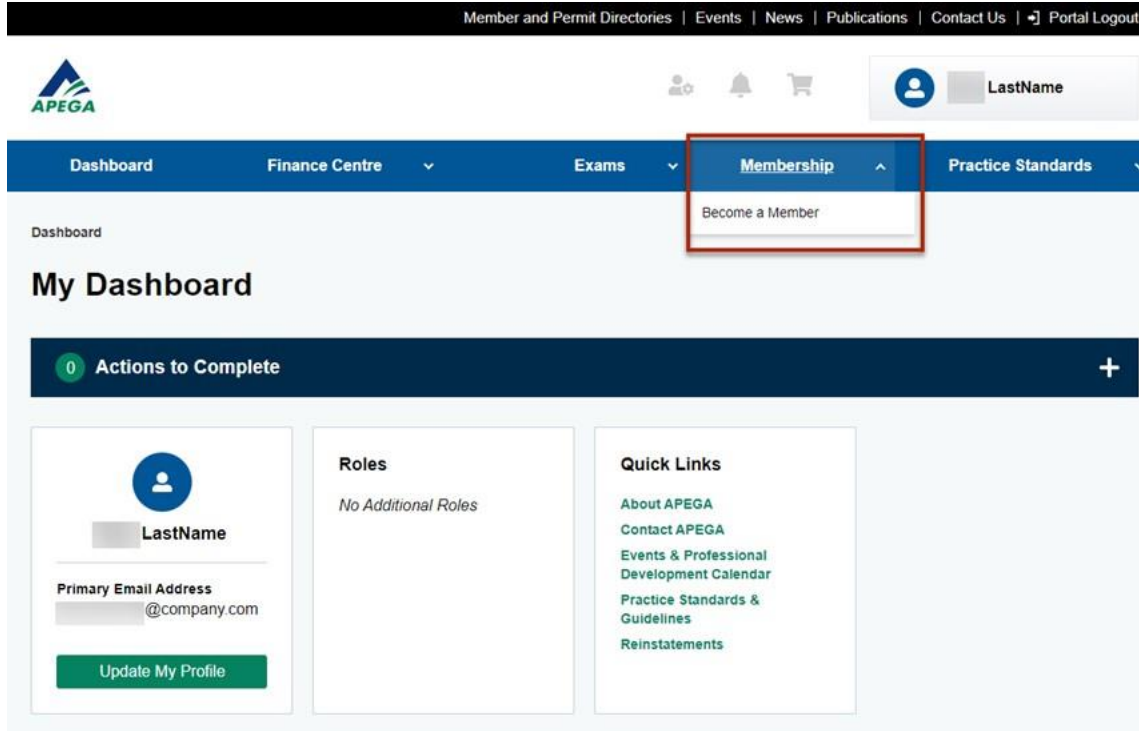 Member and Permit Directories | Events | News | Publications | Contact Us | Portal Logout
APEGA
LastName
Dashboard Finance Centre Exams Membership Practice Standards
Become a Member
Dashboard
My Dashboard
0 Actions to Complete
LastName
Primary Email Address
@company.com
Update My Profile
Roles
No Additional Roles
Quick Links
About APEGA
Contact APEGA
Events & Professional
Development Calendar
Practice Standards &
Guidelines
Reinstatements